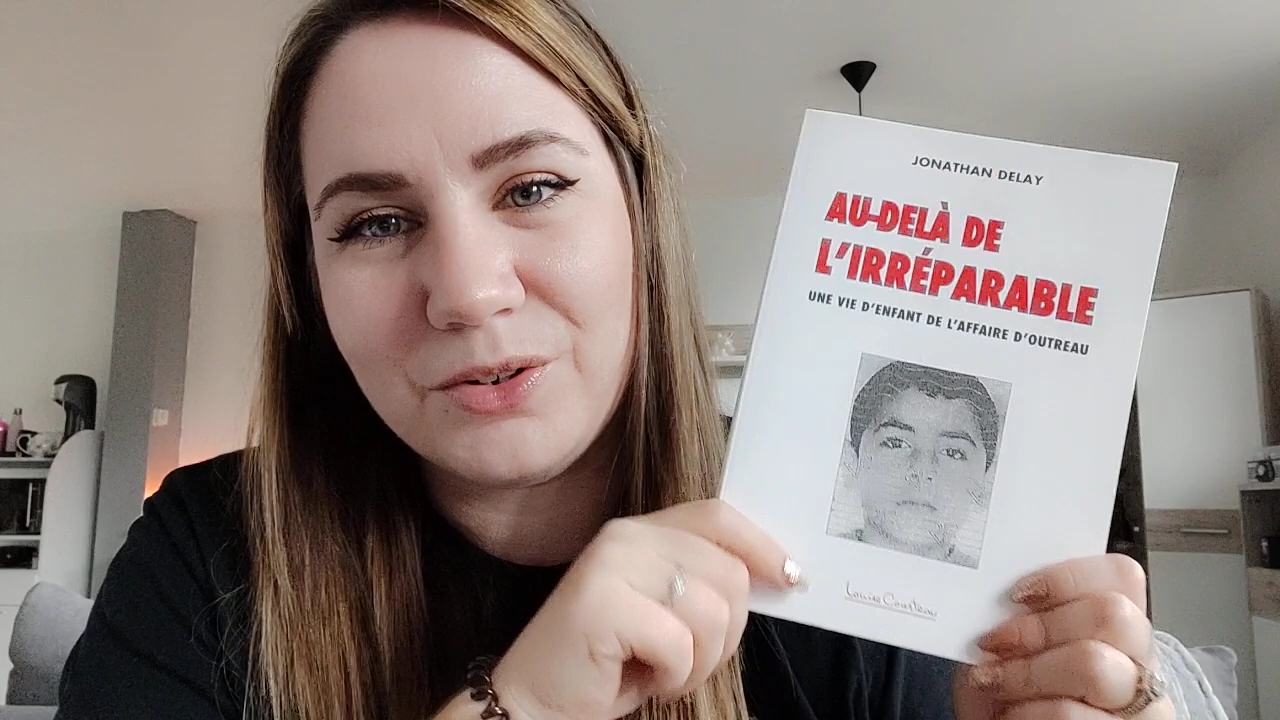 JONATHAN DELAY
AU-DELÀ DE
L'IRRÉPARABLE
UNE VIE D'ENFANT DE L'AFFAIRE D'OUTREAU
Louise Courteau